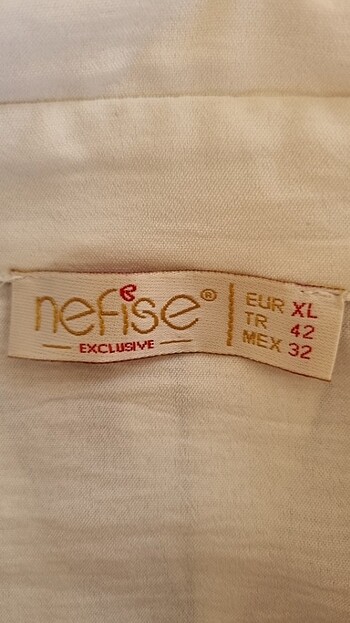 nefise®
EXCLUSIVE
EUR XL
TR 42
MEX 32